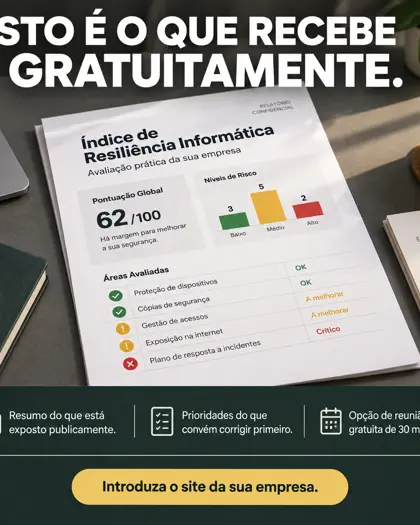 STO É O QUE RECEBE
GRATUITAMENTE.
RELATÓRIO
CONFIDENCIAL
Índice de
Resiliência Informática
Avaliação prática da sua empresa
Pontuação Global
62/100
Há margem para melhorar
a sua segurança.
Níveis de Risco
3
5
2
Baixo
Médio
Alto
Áreas Avaliadas
Proteção de dispositivos OK
Cópias de segurança OK
Gestão de acessos A melhorar
Exposição na internet A melhorar
Plano de resposta a incidentes Crítico
Resumo do que está
exposto publicamente.
Prioridades do que
convém corrigir primeiro.
Opção de reuniã
gratuita de 30 m
Introduza o site da sua empresa.